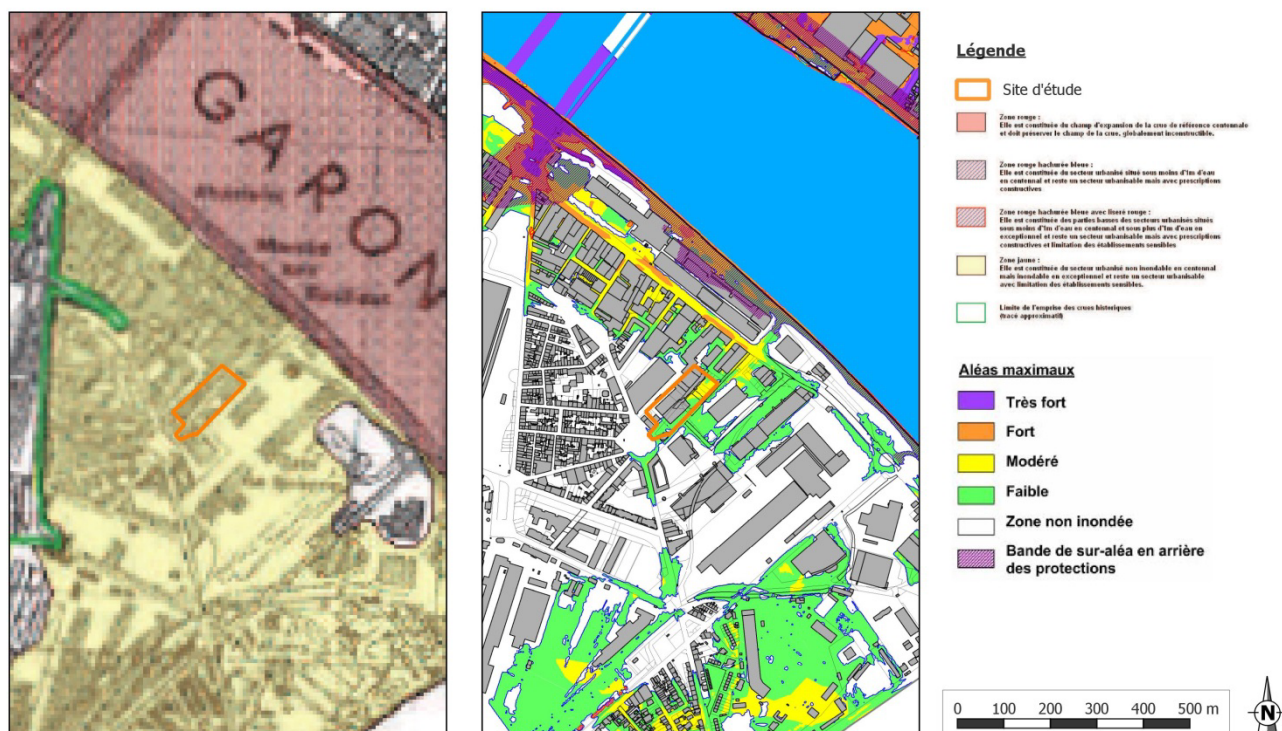 GARON
Légende
Site d'étude
Zone rouge :
Elle est constituée du champ d'expansion de la crue de référence centennale
et doit préserver le champ de la crue, globalement inconstructible.
Zone rouge hachurée bleue :
Elle est constituée du secteur urbanisé situé sous moins d'1m d'eau
en centennal et reste un secteur urbanisable mais avec prescriptions
constructives
Zone rouge hachurée bleue avec liseré rouge :
Elle est constituée des parties basses des secteurs urbanisés situés
sous moins d'1m d'eau en centennal et sous plus d'1m d'eau en
exceptionnel et reste un secteur urbanisable mais avec prescriptions
constructives et limitation des établissements sensibles
Zone jaune :
Elle est constituée du secteur urbanisé non inondable en centennal
mais inondable en exceptionnel et reste un secteur urbanisable
avec limitation des établissements sensibles.
Limite de l'emprise des crues historiques
(tracé approximatif)
Aléas maximaux
Très fort
Fort
Modéré
Faible
Zone non inondée
Bande de sur-aléa en arrière
des protections
0 100 200 300 400 500 m
N